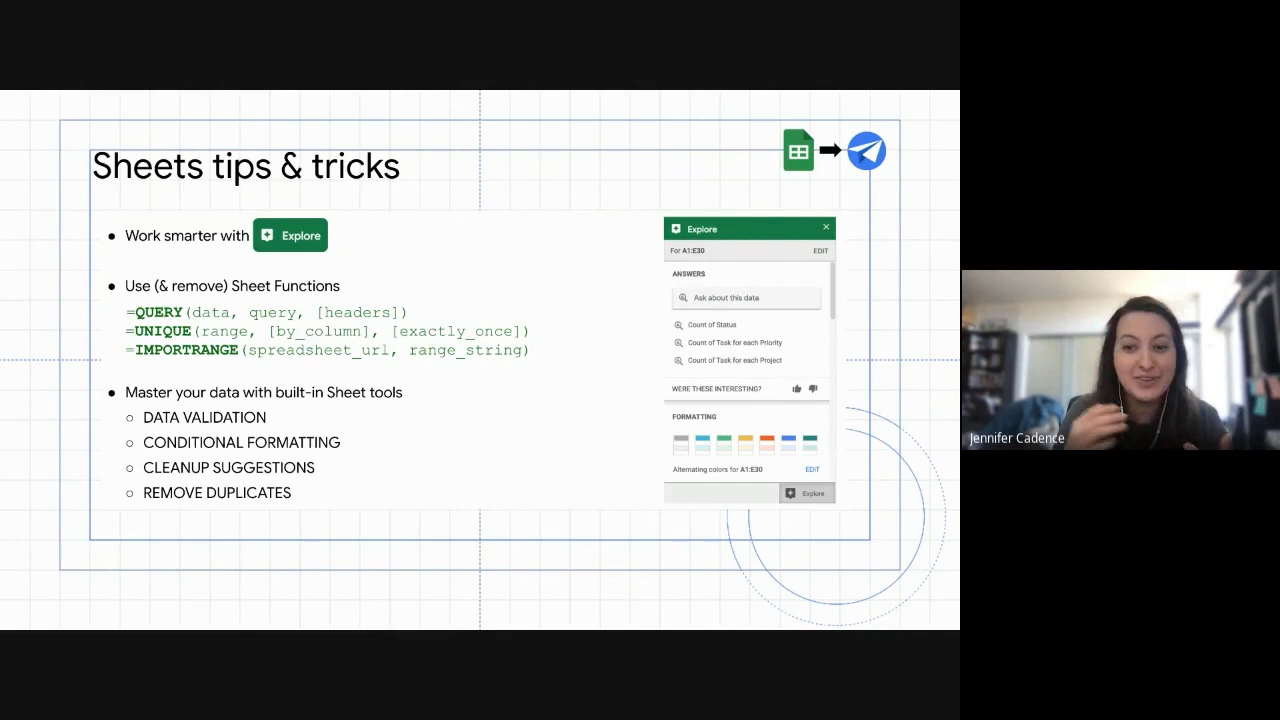 Sheets tips & tricks
● Work smarter with Explore
● Use (& remove) Sheet Functions
=QUERY(data, query, [headers])
=UNIQUE(range, [by_column], [exactly_once])
=IMPORTRANGE(spreadsheet_url, range_string)
● Master your data with built-in Sheet tools
○ DATA VALIDATION
○ CONDITIONAL FORMATTING
○ CLEANUP SUGGESTIONS
○ REMOVE DUPLICATES
Explore ×
For A1:E30 EDIT
ANSWERS
Ask about this data
Count of Status
Count of Task for each Priority
Count of Task for each Project
WERE THESE INTERESTING?
FORMATTING
Alternating colors for A1:E30 EDIT
Explore
Jennifer Cadence